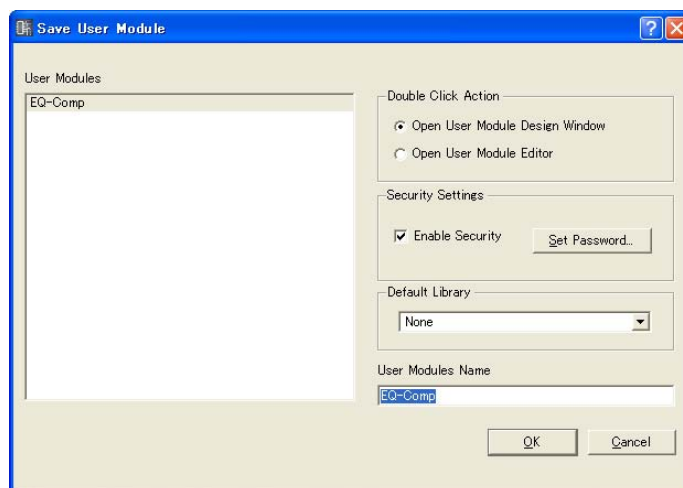 Save User Module
User Modules
EQ-Comp
Double Click Action
Open User Module Design Window
Open User Module Editor
Security Settings
Enable Security
Set Password...
Default Library
None
User Modules Name
EQ-Comp
OK
Cancel